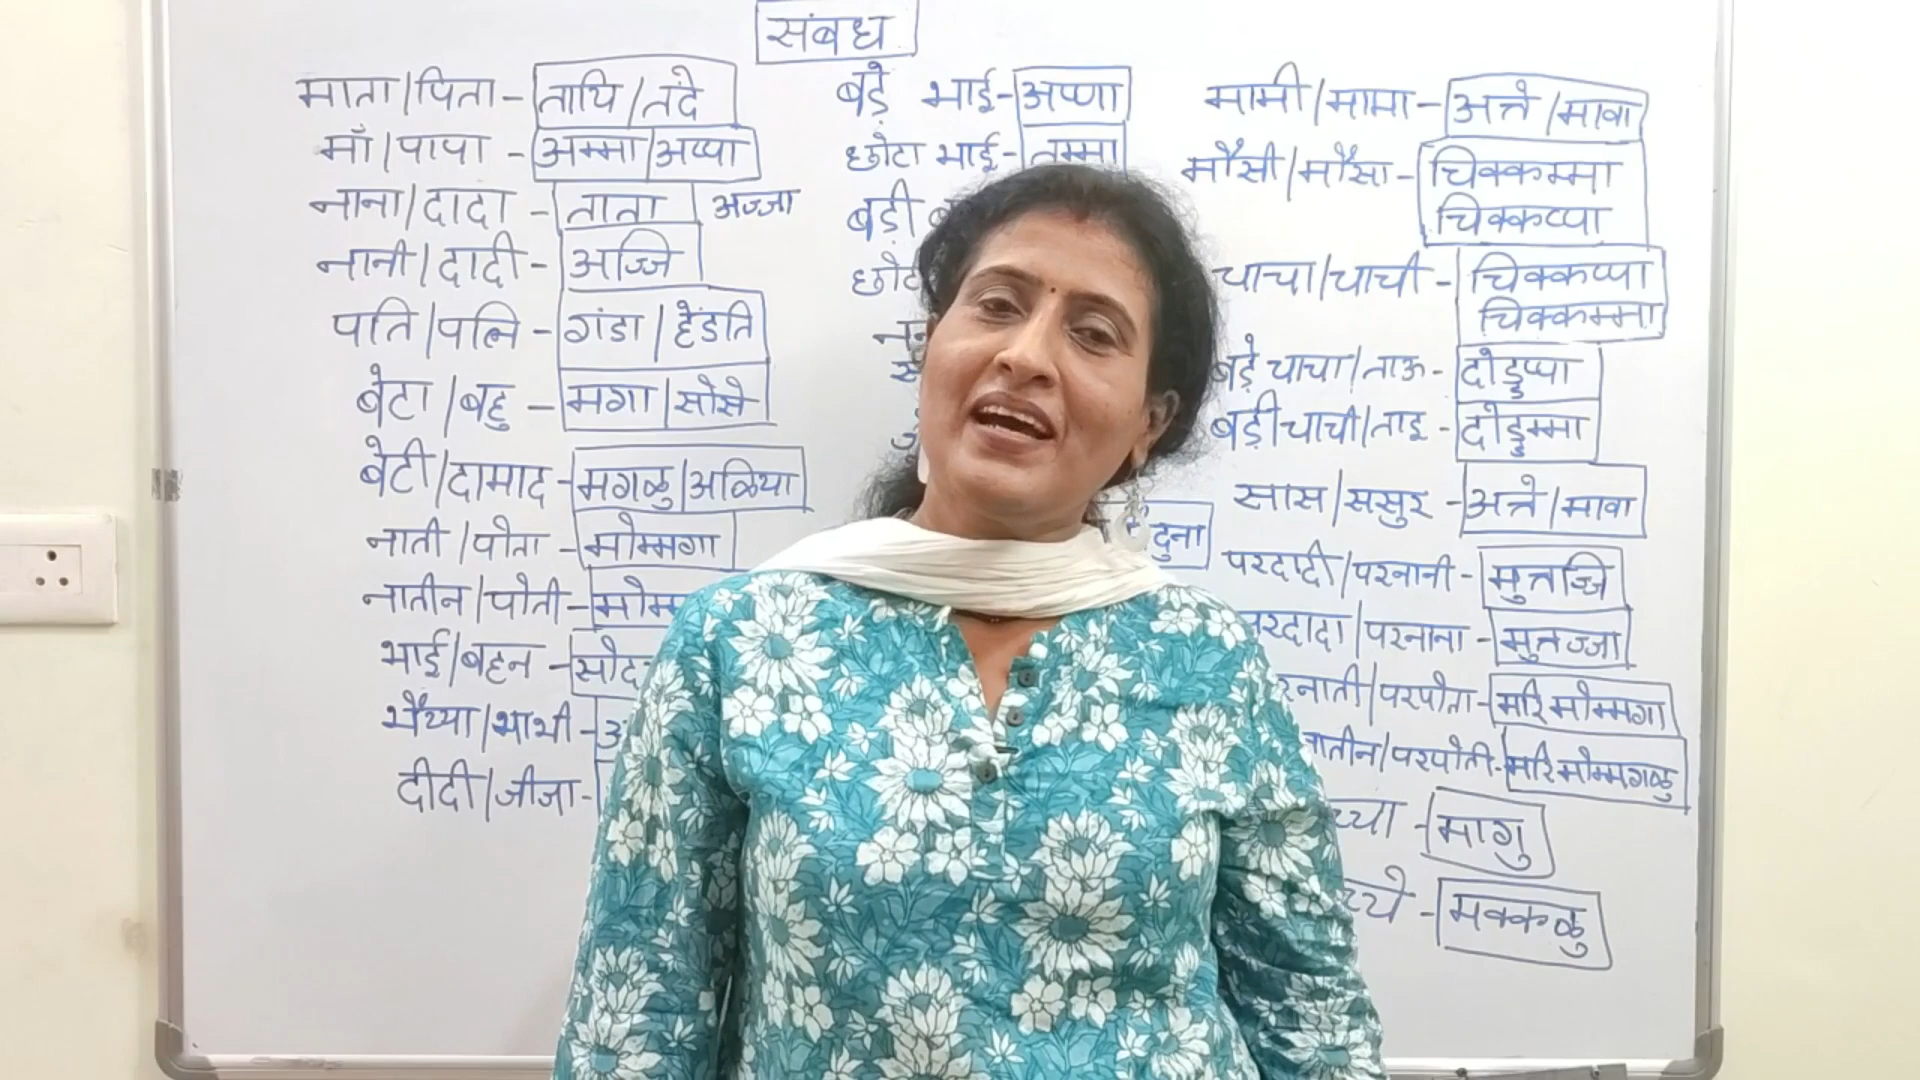 संबध
माता/पिता - तायि/तंदे
माँ/पापा - अम्मा/अप्पा
नाना/दादा - ताता अज्जा
नानी/दादी - अज्जि
पति/पत्नि - गंडा/हेंडति
बेटा/बहु - मगा/सोसे
बेटी/दामाद - मगळु/अळिया
नाती/पोता - मोम्मगा
नातीन/पोती -
भाई/बहन -
भैय्या/भाभी -
दीदी/जीजा -
बड़े भाई - अण्णा
छोटा भाई - तम्मा
बड़ी
मामी/मामा - अत्ते/मावा
मौसी/मौसा - चिक्कम्मा
चिक्कप्पा
चाचा/चाची - चिक्कप्पा
चिक्कम्मा
बड़े चाचा/ताऊ - दोड्डप्पा
बड़ी चाची/ताइ - दोड्डम्मा
सास/ससुर - अत्ते/मावा
परदादी/परनानी - मुत्तज्जि
/परनाना - मुत्तज्जा
/परपोता - मरिमोम्मगा
/परपोती - मरिमोम्मगळु
- मागु
- मक्कळु